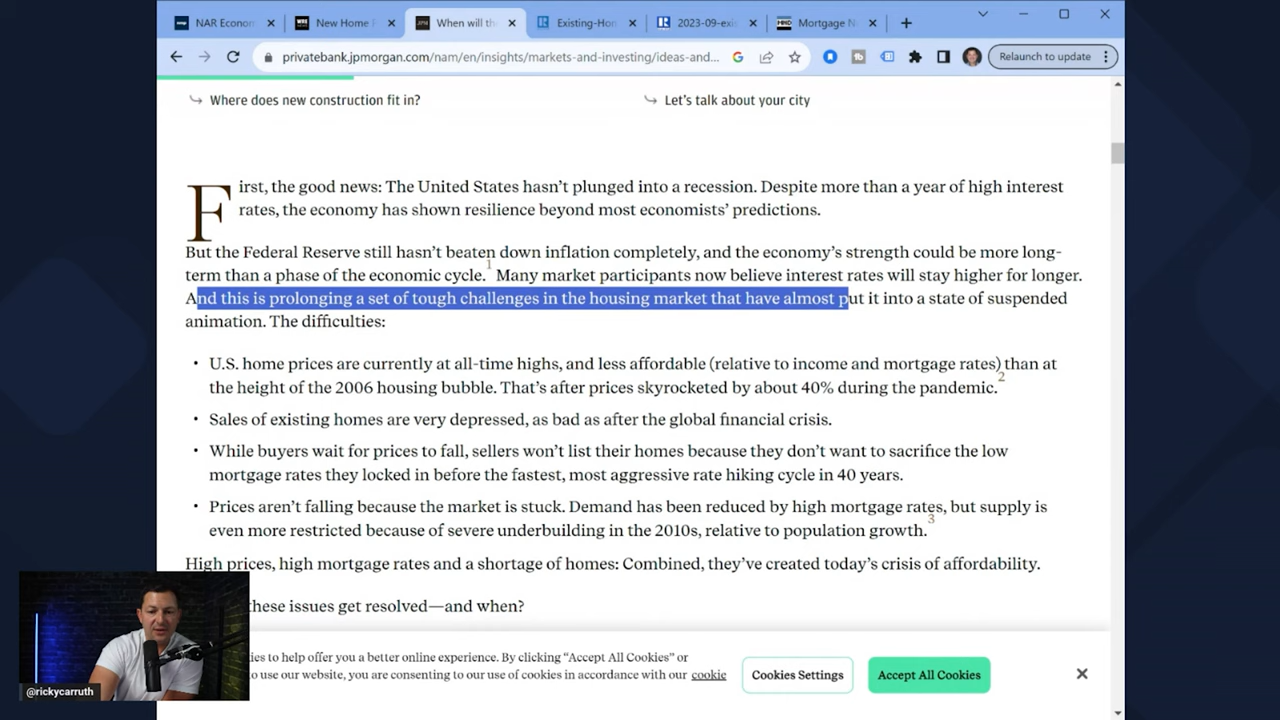 NAR Econor
New Home F
When will the
Existing-Hon
2023-09-exi
Mortgage N
privatebank.jpmorgan.com/nam/en/insights/markets-and-investing/ideas-and...
Relaunch to update
Where does new construction fit in?
Let's talk about your city
First, the good news: The United States hasn't plunged into a recession. Despite more than a year of high interest
rates, the economy has shown resilience beyond most economists' predictions.
But the Federal Reserve still hasn't beaten down inflation completely, and the economy's strength could be more long-
term than a phase of the economic cycle.1 Many market participants now believe interest rates will stay higher for longer.
And this is prolonging a set of tough challenges in the housing market that have almost put it into a state of suspended
animation. The difficulties:
• U.S. home prices are currently at all-time highs, and less affordable (relative to income and mortgage rates) than at
the height of the 2006 housing bubble. That's after prices skyrocketed by about 40% during the pandemic.2
• Sales of existing homes are very depressed, as bad as after the global financial crisis.
• While buyers wait for prices to fall, sellers won't list their homes because they don't want to sacrifice the low
mortgage rates they locked in before the fastest, most aggressive rate hiking cycle in 40 years.
• Prices aren't falling because the market is stuck. Demand has been reduced by high mortgage rates, but supply is
even more restricted because of severe underbuilding in the 2010s, relative to population growth.3
High prices, high mortgage rates and a shortage of homes: Combined, they've created today's crisis of affordability.
these issues get resolved—and when?
ies to help offer you a better online experience. By clicking "Accept All Cookies" or
o use our website, you are consenting to our use of cookies in accordance with our cookie
Cookies Settings
Accept All Cookies
@rickycarruth